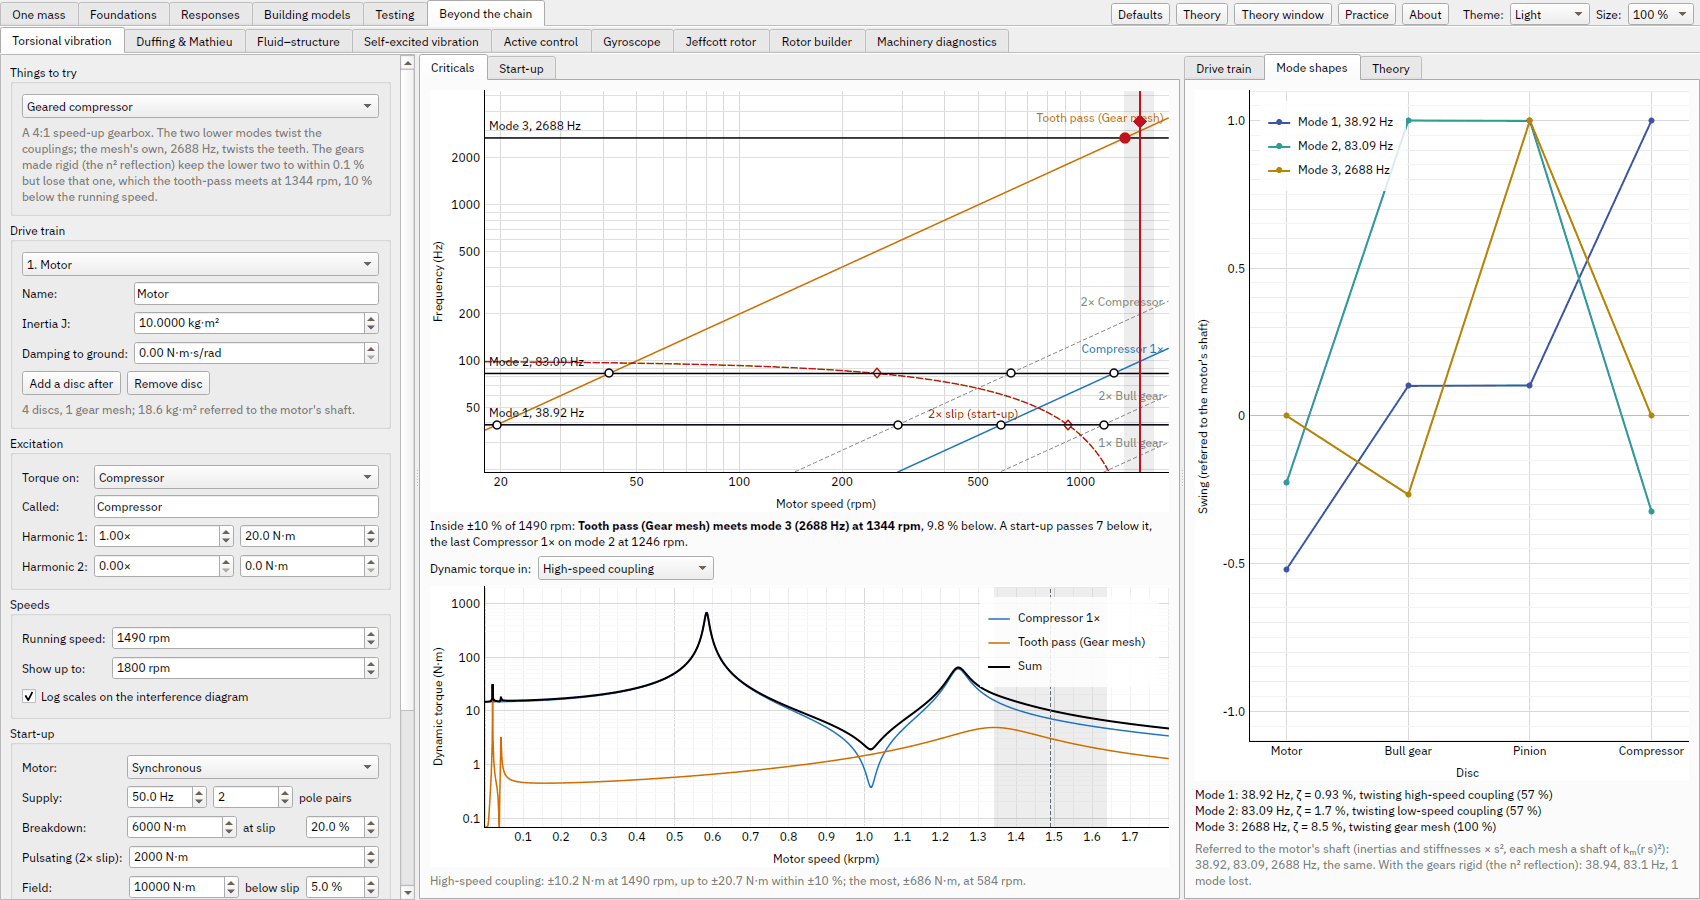 One mass
Foundations
Responses
Building models
Testing
Beyond the chain
Defaults
Theory
Theory window
Practice
About
Theme:
Light
Size:
100 %
Torsional vibration
Duffing & Mathieu
Fluid–structure
Self-excited vibration
Active control
Gyroscope
Jeffcott rotor
Rotor builder
Machinery diagnostics
Things to try
Geared compressor
A 4:1 speed-up gearbox. The two lower modes twist the
couplings; the mesh's own, 2688 Hz, twists the teeth. The gears
made rigid (the n² reflection) keep the lower two to within 0.1 %
but lose that one, which the tooth-pass meets at 1344 rpm, 10 %
below the running speed.
Drive train
1. Motor
Name:
Motor
Inertia J:
10.0000 kg·m²
Damping to ground:
0.00 N·m·s/rad
Add a disc after
Remove disc
4 discs, 1 gear mesh; 18.6 kg·m² referred to the motor's shaft.
Excitation
Torque on:
Compressor
Called:
Compressor
Harmonic 1:
1.00×
20.0 N·m
Harmonic 2:
0.00×
0.0 N·m
Speeds
Running speed:
1490 rpm
Show up to:
1800 rpm
Log scales on the interference diagram
Start-up
Motor:
Synchronous
Supply:
50.0 Hz
2
pole pairs
Breakdown:
6000 N·m
at slip
20.0 %
Pulsating (2× slip):
2000 N·m
Field:
10000 N·m
below slip
5.0 %
Criticals
Start-up
Frequency (Hz)
2000
1000
500
200
100
50
Mode 3, 2688 Hz
Tooth pass (Gear mesh)
2× Compressor
Compressor 1×
Mode 2, 83.09 Hz
2× Bull gear
Mode 1, 38.92 Hz
2× slip (start-up)
1× Bull gear
20
50
100
200
500
1000
Motor speed (rpm)
Inside ±10 % of 1490 rpm: Tooth pass (Gear mesh) meets mode 3 (2688 Hz) at 1344 rpm, 9.8 % below. A start-up passes 7 below it,
the last Compressor 1× on mode 2 at 1246 rpm.
Dynamic torque in:
High-speed coupling
Dynamic torque (N·m)
1000
100
10
1
0.1
Compressor 1×
Tooth pass (Gear mesh)
Sum
0.1
0.2
0.3
0.4
0.5
0.6
0.7
0.8
0.9
1.0
1.1
1.2
1.3
1.4
1.5
1.6
1.7
Motor speed (krpm)
High-speed coupling: ±10.2 N·m at 1490 rpm, up to ±20.7 N·m within ±10 %; the most, ±686 N·m, at 584 rpm.
Drive train
Mode shapes
Theory
Swing (referred to the motor's shaft)
1.0
0.5
0
-0.5
-1.0
Mode 1, 38.92 Hz
Mode 2, 83.09 Hz
Mode 3, 2688 Hz
Motor
Bull gear
Pinion
Compressor
Disc
Mode 1: 38.92 Hz, ζ = 0.93 %, twisting high-speed coupling (57 %)
Mode 2: 83.09 Hz, ζ = 1.7 %, twisting low-speed coupling (57 %)
Mode 3: 2688 Hz, ζ = 8.5 %, twisting gear mesh (100 %)
Referred to the motor's shaft (inertias and stiffnesses × s², each mesh a shaft of kₘ(r s)²):
38.92, 83.09, 2688 Hz, the same. With the gears rigid (the n² reflection): 38.94, 83.1 Hz, 1
mode lost.